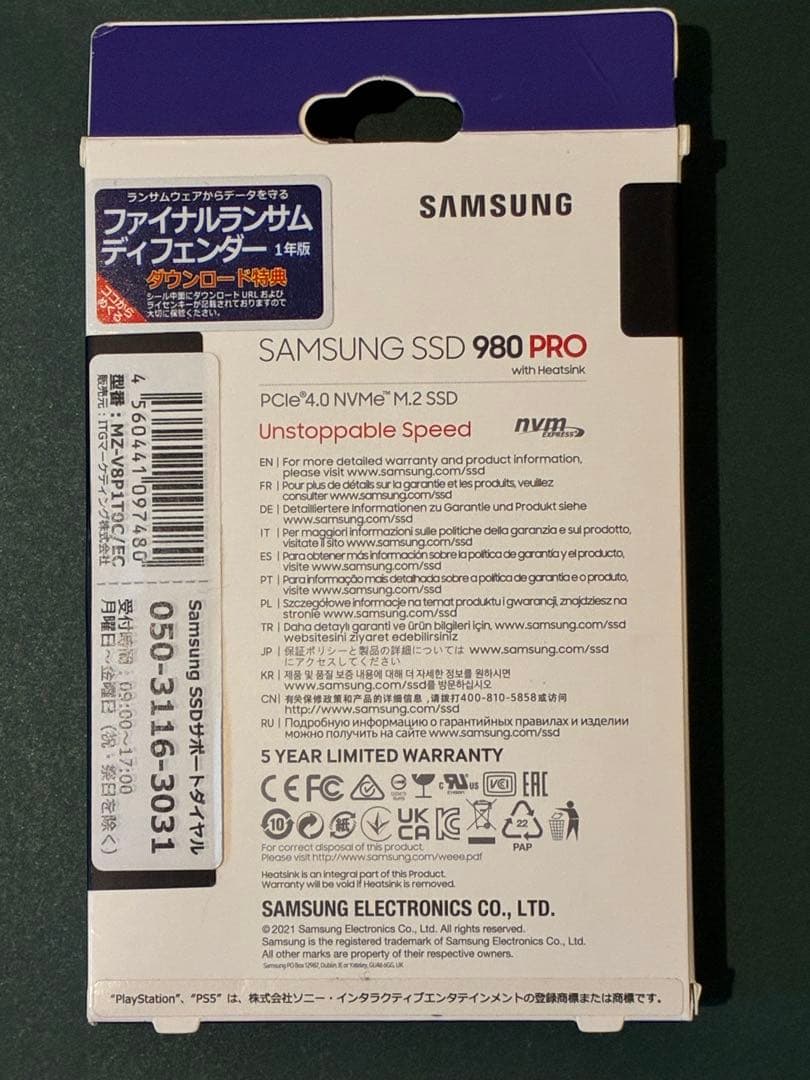 ランサムウェアからデータを守る
ファイナルランサム
ディフェンダー 1年版
ダウンロード特典
シール中面にダウンロード URL および
ライセンスキーが記載されておりますので
大切に保管ください。
ココから
めくる
SAMSUNG
SAMSUNG SSD 980 PRO
with Heatsink
PCIe®4.0 NVMe™ M.2 SSD
Unstoppable Speed
nvm
EXPRESS
EN | For more detailed warranty and product information,
please visit www.samsung.com/ssd
FR | Pour plus de détails sur la garantie et les produits, veuillez
consulter www.samsung.com/ssd
DE | Detailliertere Informationen zu Garantie und Produkt siehe
www.samsung.com/ssd
IT | Per maggiori informazioni sulle politiche della garanzia e sul prodotto,
visitate il sito www.samsung.com/ssd
ES | Para obtener más información sobre la política de garantía y el producto,
visite www.samsung.com/ssd
PT | Para informação mais detalhada sobre a política de garantia e o produto,
visite www.samsung.com/ssd
PL | Szczegółowe informacje na temat produktu i gwarancji, znajdziesz na
stronie www.samsung.com/ssd
TR | Daha detaylı garanti ve ürün bilgileri için, www.samsung.com/ssd
websitesini ziyaret edebilirsiniz
JP | 保証ポリシーと製品の詳細については www.samsung.com/ssd
にアクセスしてください
KR | 제품 및 품질 보증 내용에 대해 더 자세한 정보를 원하시면
www.samsung.com/ssd를 방문하십시오
CN | 有关保修政策和产品的详细信息，请拨打400-810-5858或访问
http://www.samsung.com/ssd
RU | Подробную информацию о гарантийных правилах и изделии
можно получить на сайте www.samsung.com/ssd
5 YEAR LIMITED WARRANTY
CE FC c RU us VCI EAC
10 紙 UK CA 22
PAP
For correct disposal of this product.
Please visit http://www.samsung.com/weee.pdf
Heatsink is an integral part of this Product.
Warranty will be void if Heatsink is removed.
SAMSUNG ELECTRONICS CO., LTD.
© 2021 Samsung Electronics Co., Ltd. All rights reserved.
Samsung is the registered trademark of Samsung Electronics Co., Ltd.
All other marks are property of their respective owners.
Samsung PO Box 12987, Dublin. IE or Yateley, GU46 6GG, UK
4 560441 097480
型番：MZ-V8P1T0C/EC
販売元：ITGマーケティング株式会社
Samsung SSDサポートダイヤル
050-3116-3031
受付時間：09:00～17:00
月曜日～金曜日（祝・祭日を除く）
"PlayStation"、"PS5" は、株式会社ソニー・インタラクティブエンタテインメントの登録商標または商標です。